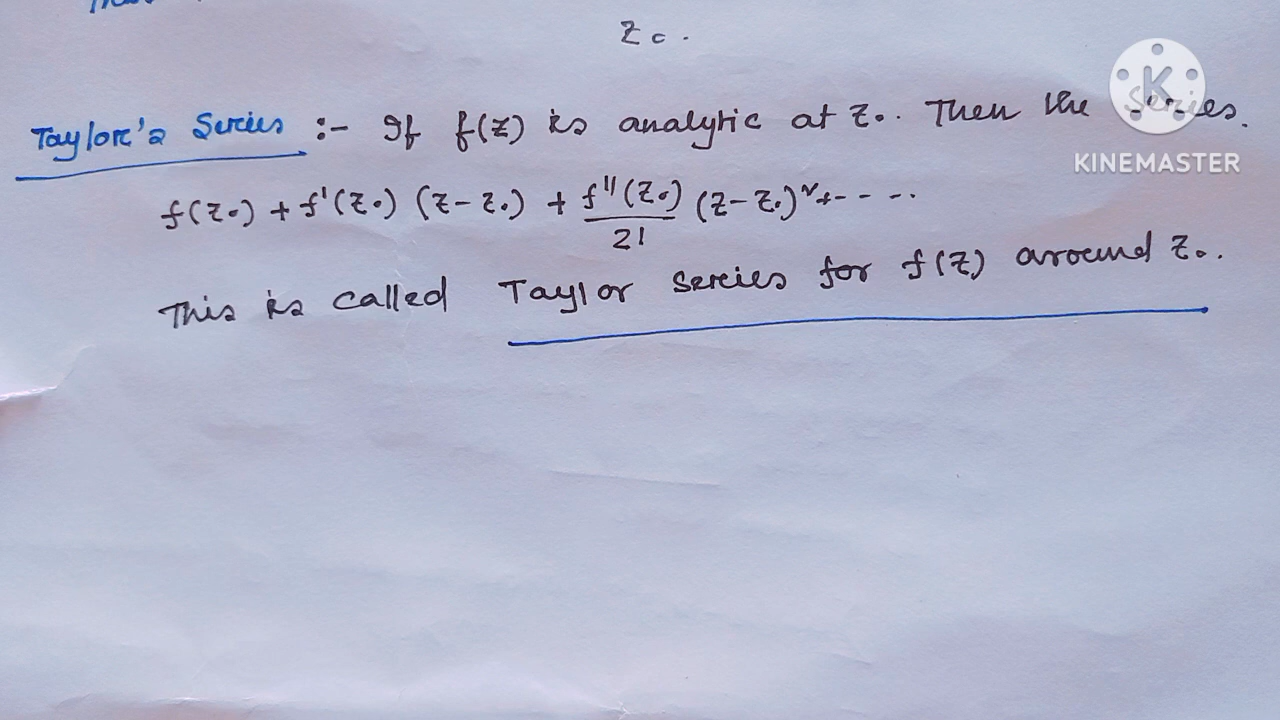 z₀.
Taylor's Series :- If f(z) is analytic at z₀. Then the series.
f(z₀) + f'(z₀) (z-z₀) + f''(z₀)/2! (z-z₀)² + - - - ..
This is called Taylor series for f(z) around z₀.
KINEMASTER